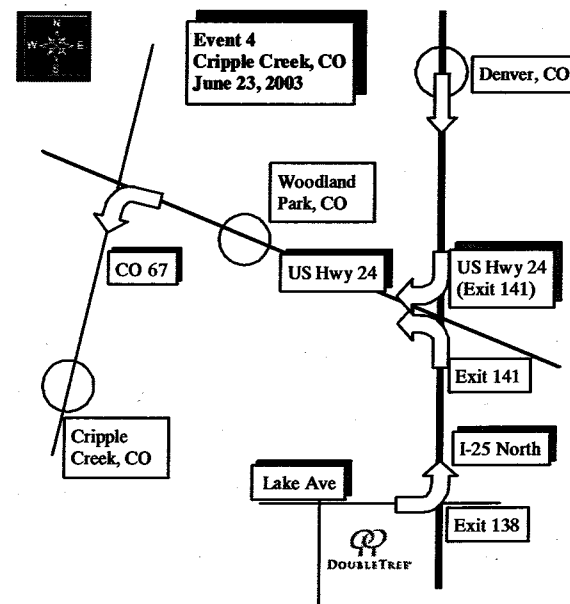 N
W
E
S
Event 4
Cripple Creek, CO
June 23, 2003
Denver, CO
Woodland
Park, CO
CO 67
US Hwy 24
US Hwy 24
(Exit 141)
Exit 141
Cripple
Creek, CO
I-25 North
Lake Ave
Exit 138
DOUBLETREE®